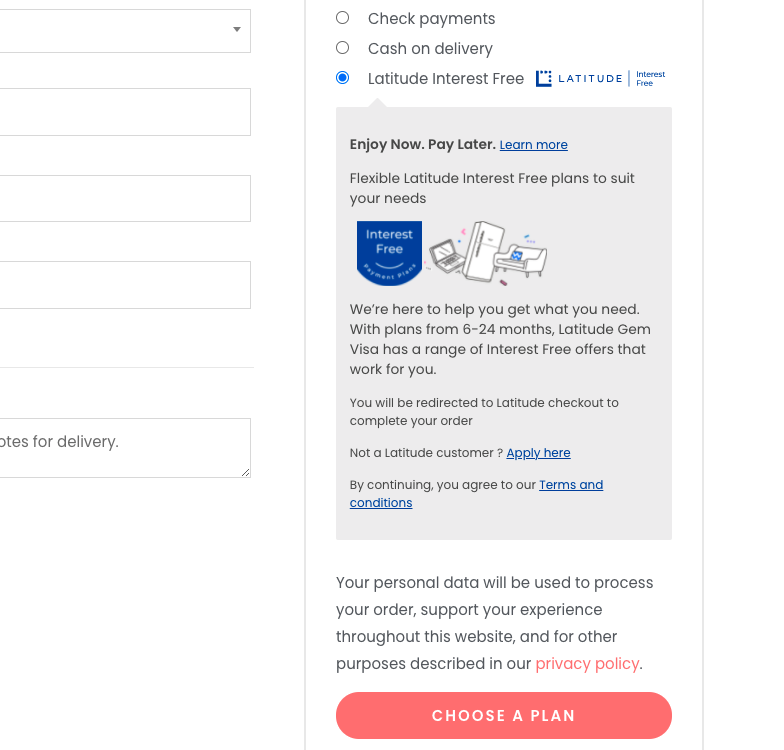 Check payments
Cash on delivery
Latitude Interest Free
LATITUDE
Interest
Free
Enjoy Now. Pay Later. Learn more
Flexible Latitude Interest Free plans to suit
your needs
Interest
Free
Payment Plans
We’re here to help you get what you need.
With plans from 6-24 months, Latitude Gem
Visa has a range of Interest Free offers that
work for you.
You will be redirected to Latitude checkout to
complete your order
Not a Latitude customer ? Apply here
By continuing, you agree to our Terms and
conditions
otes for delivery.
Your personal data will be used to process
your order, support your experience
throughout this website, and for other
purposes described in our privacy policy.
CHOOSE A PLAN